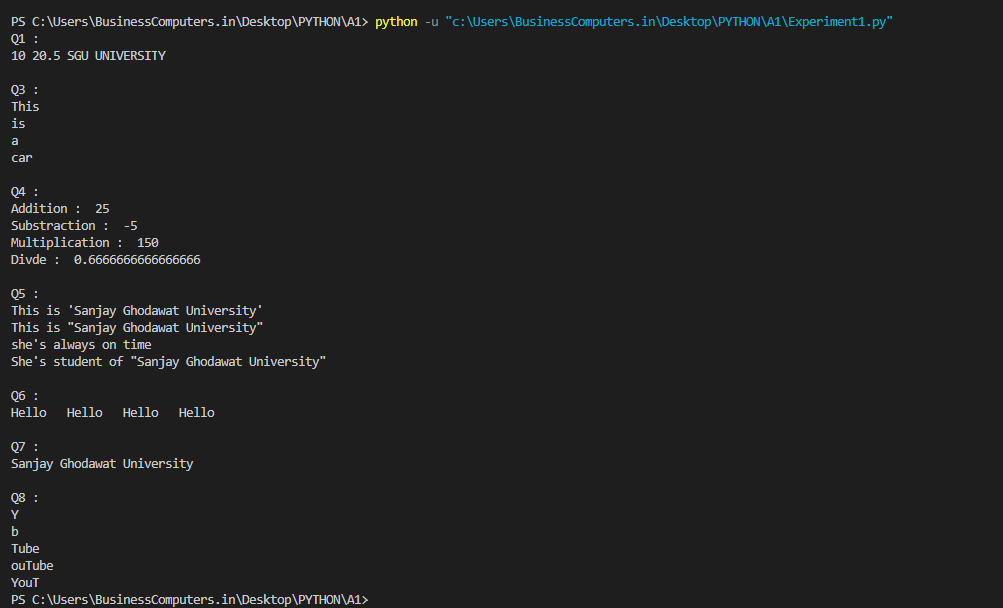 PS C:\Users\BusinessComputers.in\Desktop\PYTHON\A1> python -u "c:\Users\BusinessComputers.in\Desktop\PYTHON\A1\Experiment1.py"
Q1 :
10 20.5 SGU UNIVERSITY
Q3 :
This
is
a
car
Q4 :
Addition :  25
Substraction :  -5
Multiplication :  150
Divde :  0.6666666666666666
Q5 :
This is 'Sanjay Ghodawat University'
This is "Sanjay Ghodawat University"
she's always on time
She's student of "Sanjay Ghodawat University"
Q6 :
Hello   Hello   Hello   Hello
Q7 :
Sanjay Ghodawat University
Q8 :
Y
b
Tube
ouTube
YouT
PS C:\Users\BusinessComputers.in\Desktop\PYTHON\A1>